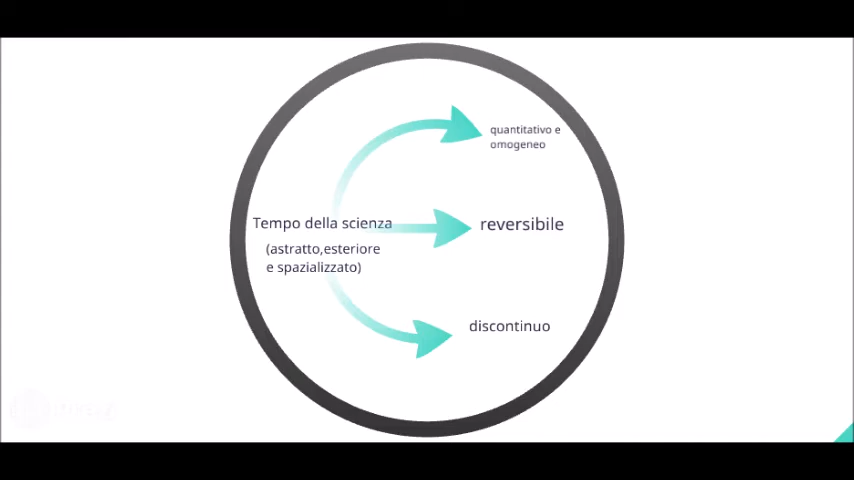 quantitativo e
omogeneo
Tempo della scienza
reversibile
(astratto,esteriore
e spazializzato)
discontinuo